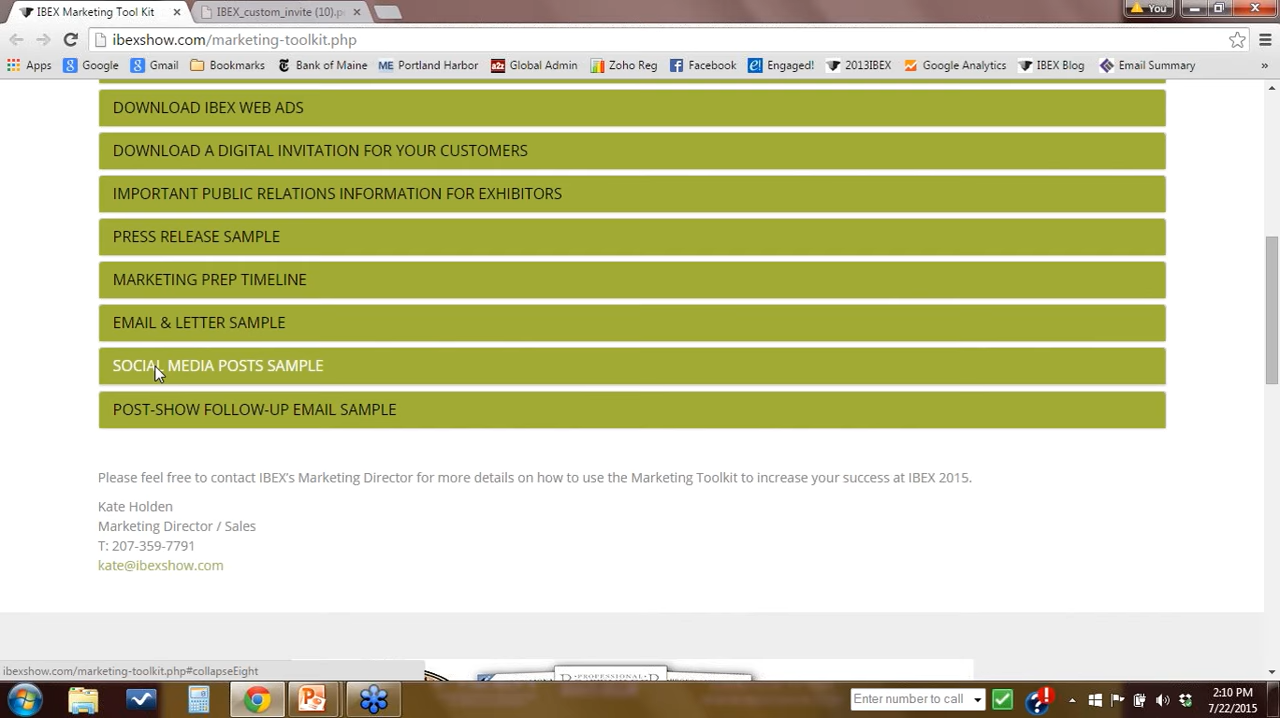 IBEX Marketing Tool Kit
IBEX_custom_invite (10).p
You
ibexshow.com/marketing-toolkit.php
Apps Google Gmail Bookmarks Bank of Maine ME Portland Harbor a2z Global Admin Zoho Reg Facebook Engaged! 2013IBEX Google Analytics IBEX Blog Email Summary »
DOWNLOAD IBEX WEB ADS
DOWNLOAD A DIGITAL INVITATION FOR YOUR CUSTOMERS
IMPORTANT PUBLIC RELATIONS INFORMATION FOR EXHIBITORS
PRESS RELEASE SAMPLE
MARKETING PREP TIMELINE
EMAIL & LETTER SAMPLE
SOCIAL MEDIA POSTS SAMPLE
POST-SHOW FOLLOW-UP EMAIL SAMPLE
Please feel free to contact IBEX's Marketing Director for more details on how to use the Marketing Toolkit to increase your success at IBEX 2015.
Kate Holden
Marketing Director / Sales
T: 207-359-7791
kate@ibexshow.com
ibexshow.com/marketing-toolkit.php#collapseEight
PROFESSIONAL
Enter number to call
2:10 PM
7/22/2015